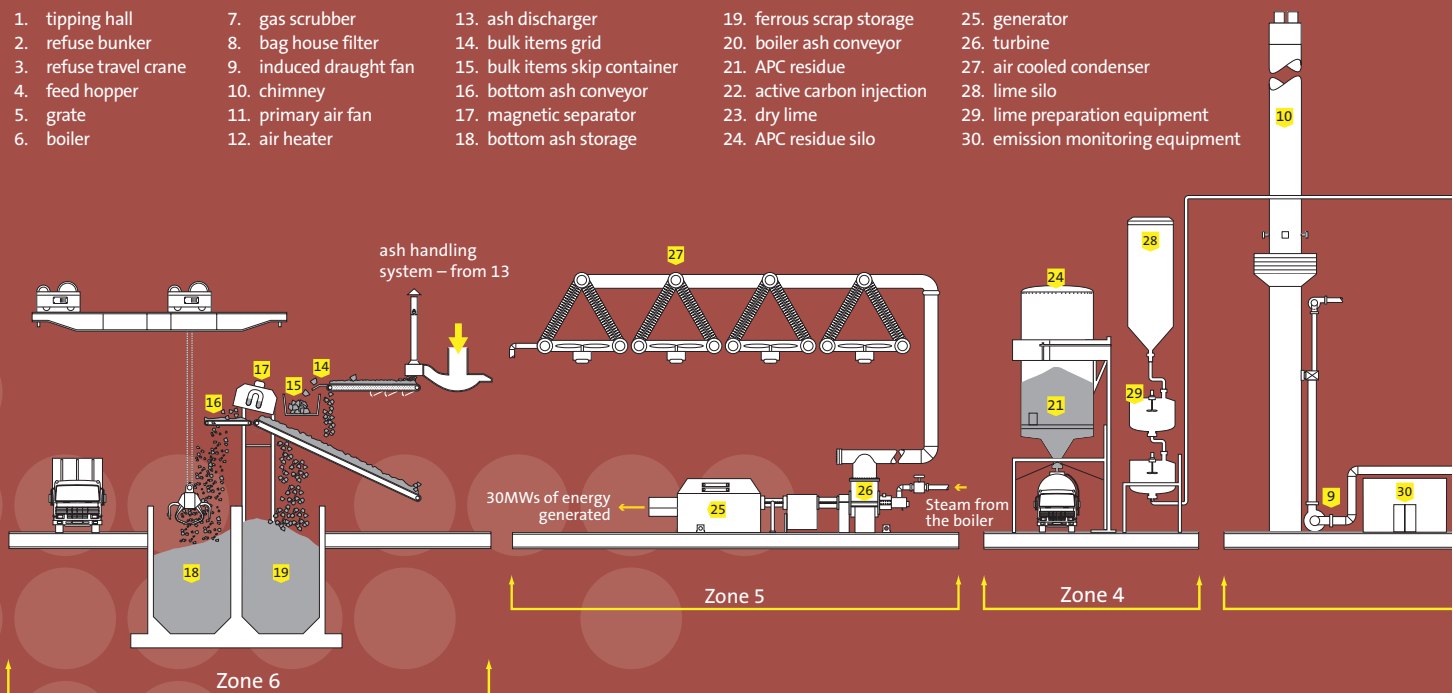 1. tipping hall
2. refuse bunker
3. refuse travel crane
4. feed hopper
5. grate
6. boiler
7. gas scrubber
8. bag house filter
9. induced draught fan
10. chimney
11. primary air fan
12. air heater
13. ash discharger
14. bulk items grid
15. bulk items skip container
16. bottom ash conveyor
17. magnetic separator
18. bottom ash storage
19. ferrous scrap storage
20. boiler ash conveyor
21. APC residue
22. active carbon injection
23. dry lime
24. APC residue silo
25. generator
26. turbine
27. air cooled condenser
28. lime silo
29. lime preparation equipment
30. emission monitoring equipment
10
ash handling
system – from 13
27
28
24
17
14
15
16
21
29
30MWs of energy
generated
25
26
Steam from
the boiler
9
30
18
19
Zone 5
Zone 4
Zone 6